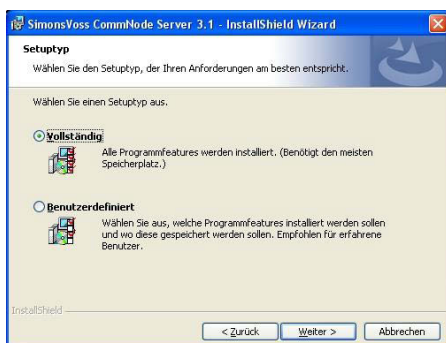 SimonsVoss CommNode Server 3.1 - InstallShield Wizard
Setuptyp
Wählen Sie den Setuptyp, der Ihren Anforderungen am besten entspricht.
Wählen Sie einen Setuptyp aus.
Vollständig
Alle Programmfeatures werden installiert. (Benötigt den meisten
Speicherplatz.)
Benutzerdefiniert
Wählen Sie aus, welche Programmfeatures installiert werden sollen
und wo diese gespeichert werden sollen. Empfohlen für erfahrene
Benutzer.
InstallShield
< Zurück Weiter > Abbrechen